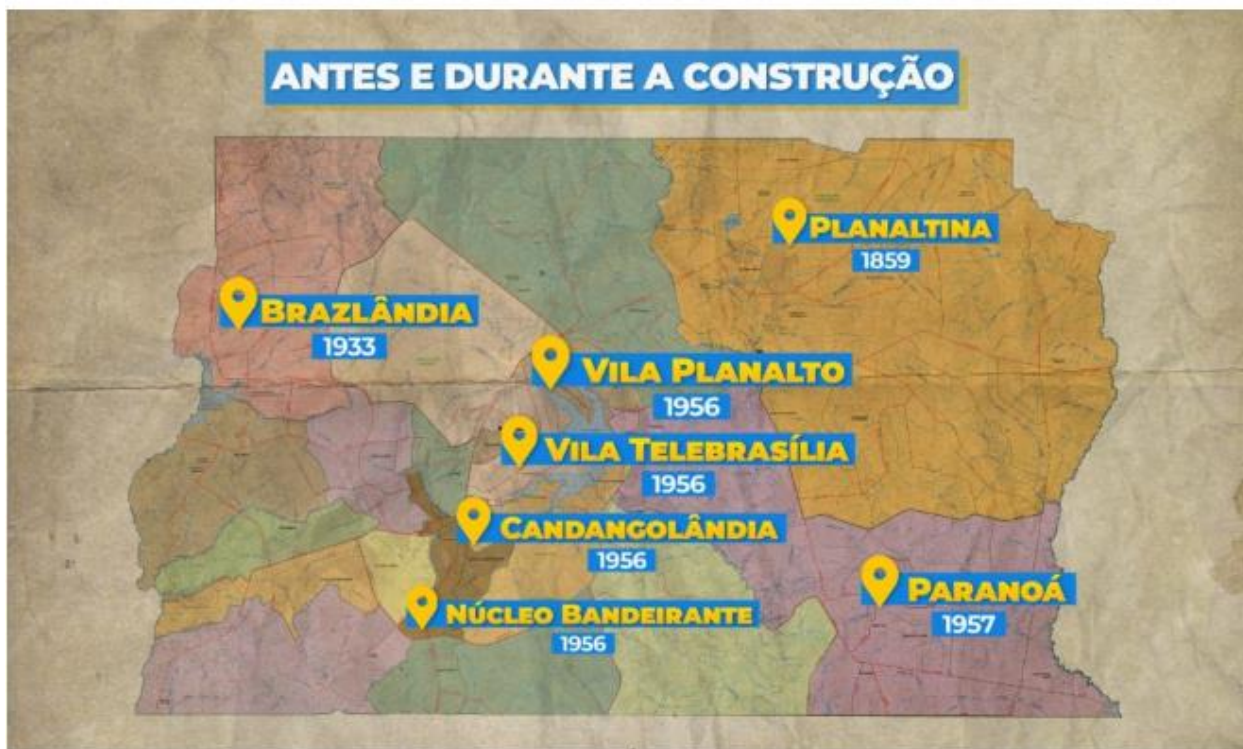 ANTES E DURANTE A CONSTRUÇÃO
PLANALTINA
1859
BRAZLÂNDIA
1933
VILA PLANALTO
1956
VILA TELEBRASÍLIA
1956
CANDANGOLÂNDIA
1956
PARANOÁ
1957
NÚCLEO BANDEIRANTE
1956